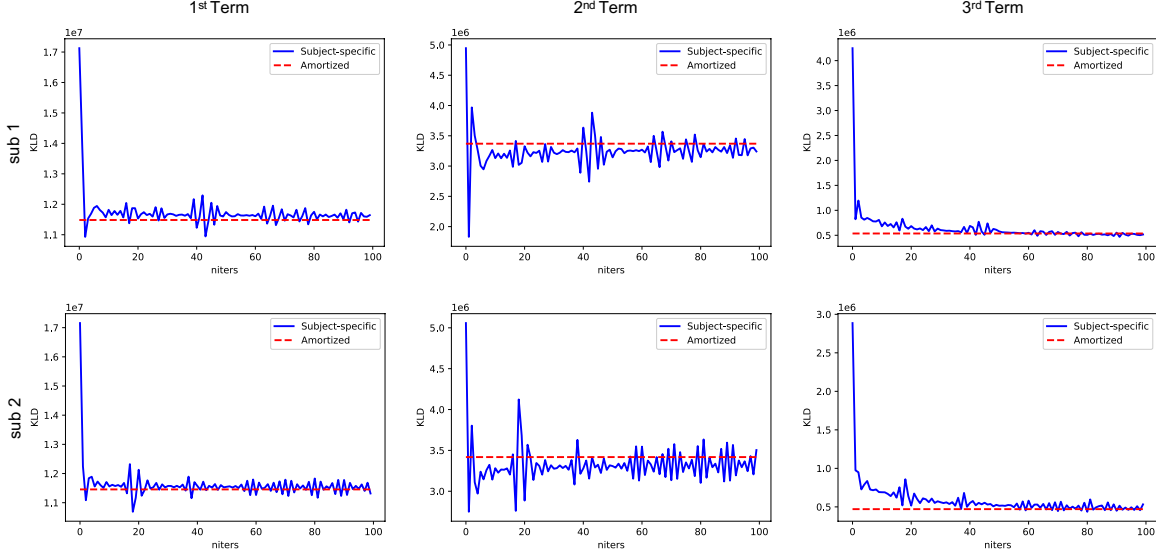 1st Term
2nd Term
3rd Term
sub 1
1e7
KLD
1.7
1.6
1.5
1.4
1.3
1.2
1.1
0
20
40
60
80
100
niters
Subject-specific
Amortized
1e6
KLD
5.0
4.5
4.0
3.5
3.0
2.5
2.0
0
20
40
60
80
100
niters
Subject-specific
Amortized
1e6
KLD
4.0
3.5
3.0
2.5
2.0
1.5
1.0
0.5
0
20
40
60
80
100
niters
Subject-specific
Amortized
sub 2
1e7
KLD
1.7
1.6
1.5
1.4
1.3
1.2
1.1
0
20
40
60
80
100
niters
Subject-specific
Amortized
1e6
KLD
5.0
4.5
4.0
3.5
3.0
0
20
40
60
80
100
niters
Subject-specific
Amortized
1e6
KLD
3.0
2.5
2.0
1.5
1.0
0.5
0
20
40
60
80
100
niters
Subject-specific
Amortized